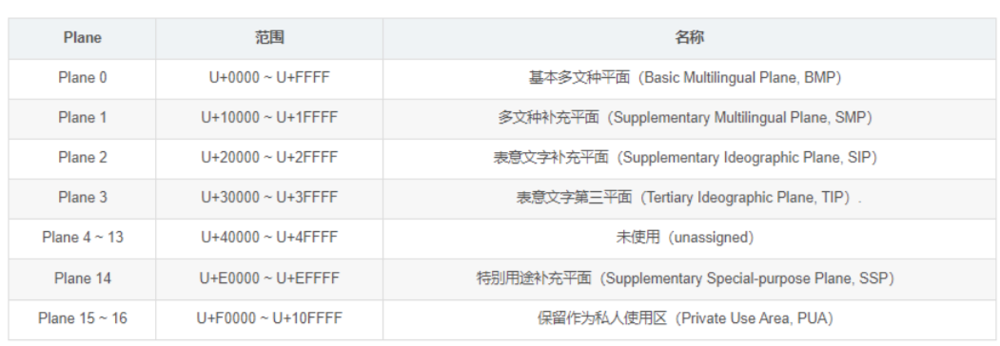 Plane 范围 名称
Plane 0 U+0000 ~ U+FFFF 基本多文种平面（Basic Multilingual Plane, BMP）
Plane 1 U+10000 ~ U+1FFFF 多文种补充平面（Supplementary Multilingual Plane, SMP）
Plane 2 U+20000 ~ U+2FFFF 表意文字补充平面（Supplementary Ideographic Plane, SIP）
Plane 3 U+30000 ~ U+3FFFF 表意文字第三平面（Tertiary Ideographic Plane, TIP）.
Plane 4 ~ 13 U+40000 ~ U+4FFFF 未使用（unassigned）
Plane 14 U+E0000 ~ U+EFFFF 特别用途补充平面（Supplementary Special-purpose Plane, SSP）
Plane 15 ~ 16 U+F0000 ~ U+10FFFF 保留作为私人使用区（Private Use Area, PUA）